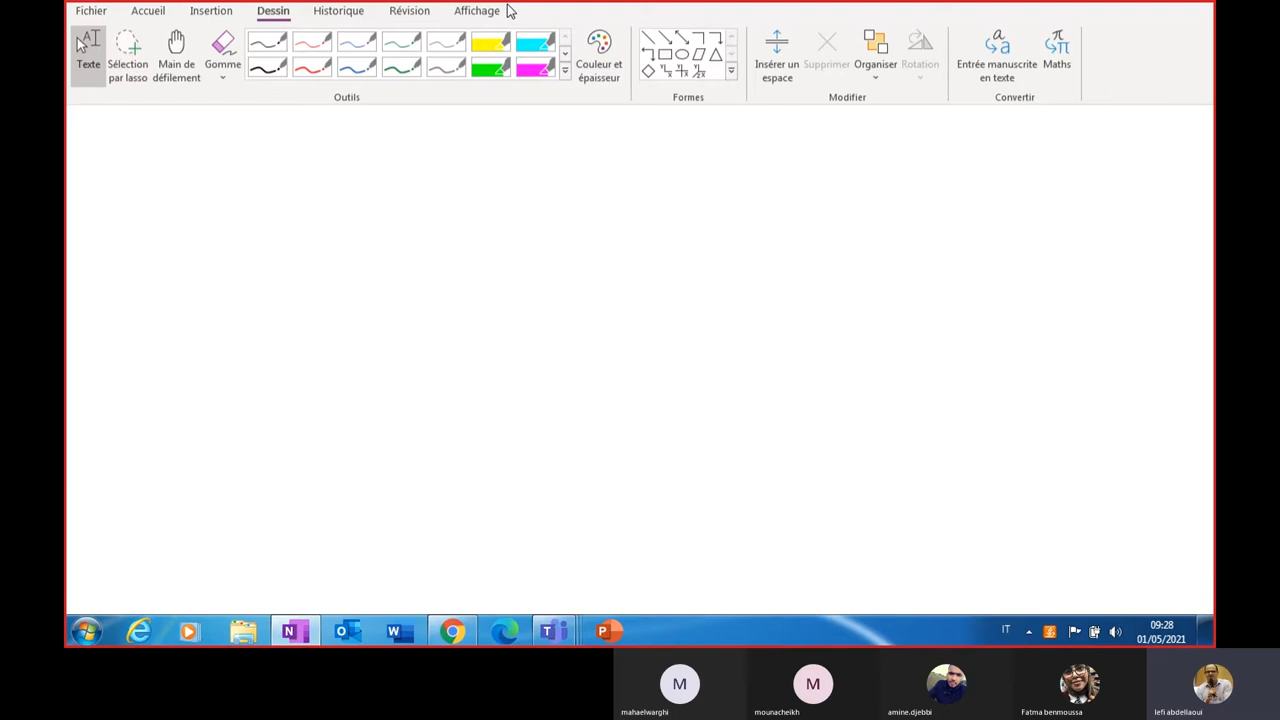 Fichier Accueil Insertion Dessin Historique Révision Affichage
Texte
Sélection
par lasso
Main de
défilement
Gomme
Couleur et
épaisseur
Insérer un
espace
Supprimer
Organiser
Rotation
Entrée manuscrite
en texte
Maths
Outils Formes Modifier Convertir
IT
09:28
01/05/2021
M M
mahaelwarghi mounacheikh amine.djebbi Fatma benmoussa lefi abdellaoui